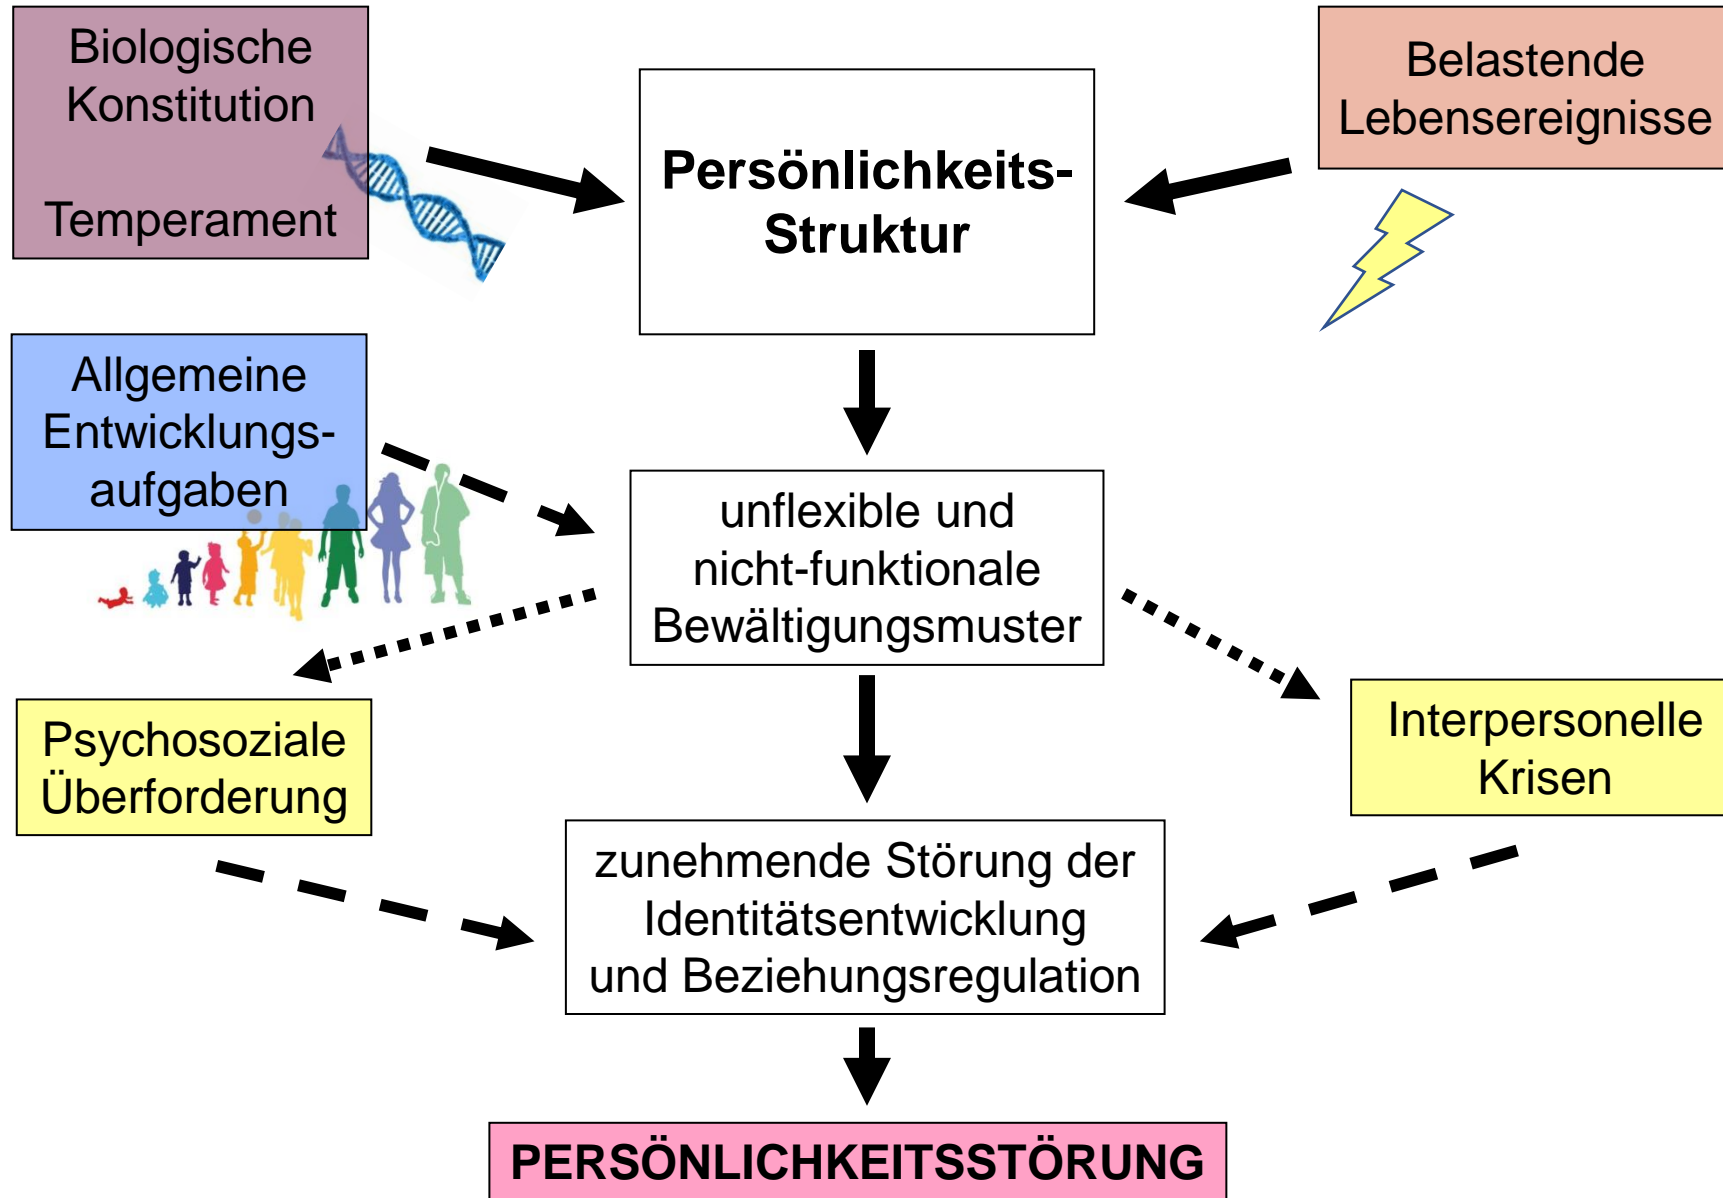 Biologische
Konstitution
Temperament
Persönlichkeits-
Struktur
Belastende
Lebensereignisse
Allgemeine
Entwicklungs-
aufgaben
unflexible und
nicht-funktionale
Bewältigungsmuster
Psychosoziale
Überforderung
Interpersonelle
Krisen
zunehmende Störung der
Identitätsentwicklung
und Beziehungsregulation
PERSÖNLICHKEITSSTÖRUNG